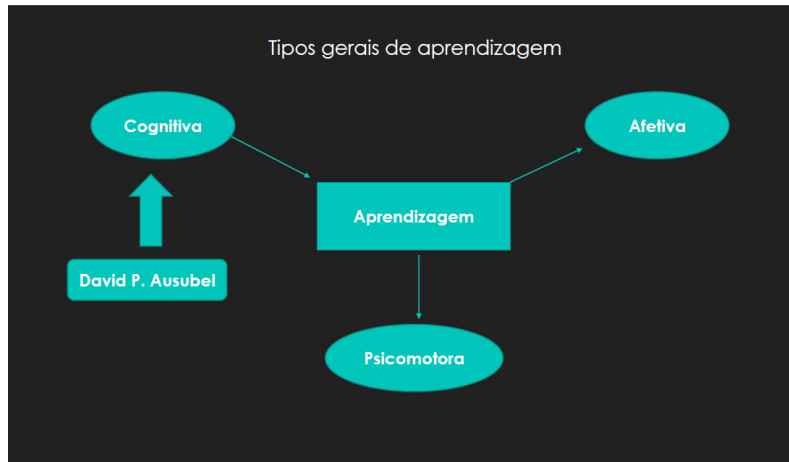 Tipos gerais de aprendizagem
Cognitiva
Afetiva
Aprendizagem
David P. Ausubel
Psicomotora